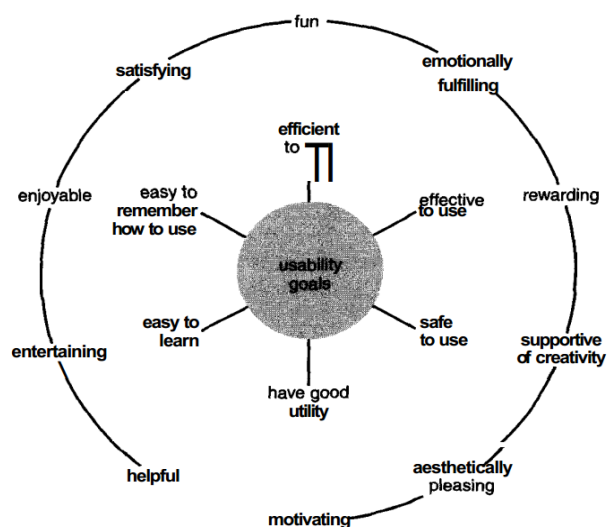 fun
satisfying
emotionally
fulfilling
efficient
to
enjoyable
easy to
remember
how to use
effective
to use
rewarding
usability
goals
easy to
learn
safe
to use
entertaining
supportive
of creativity
have good
utility
helpful
aesthetically
pleasing
motivating